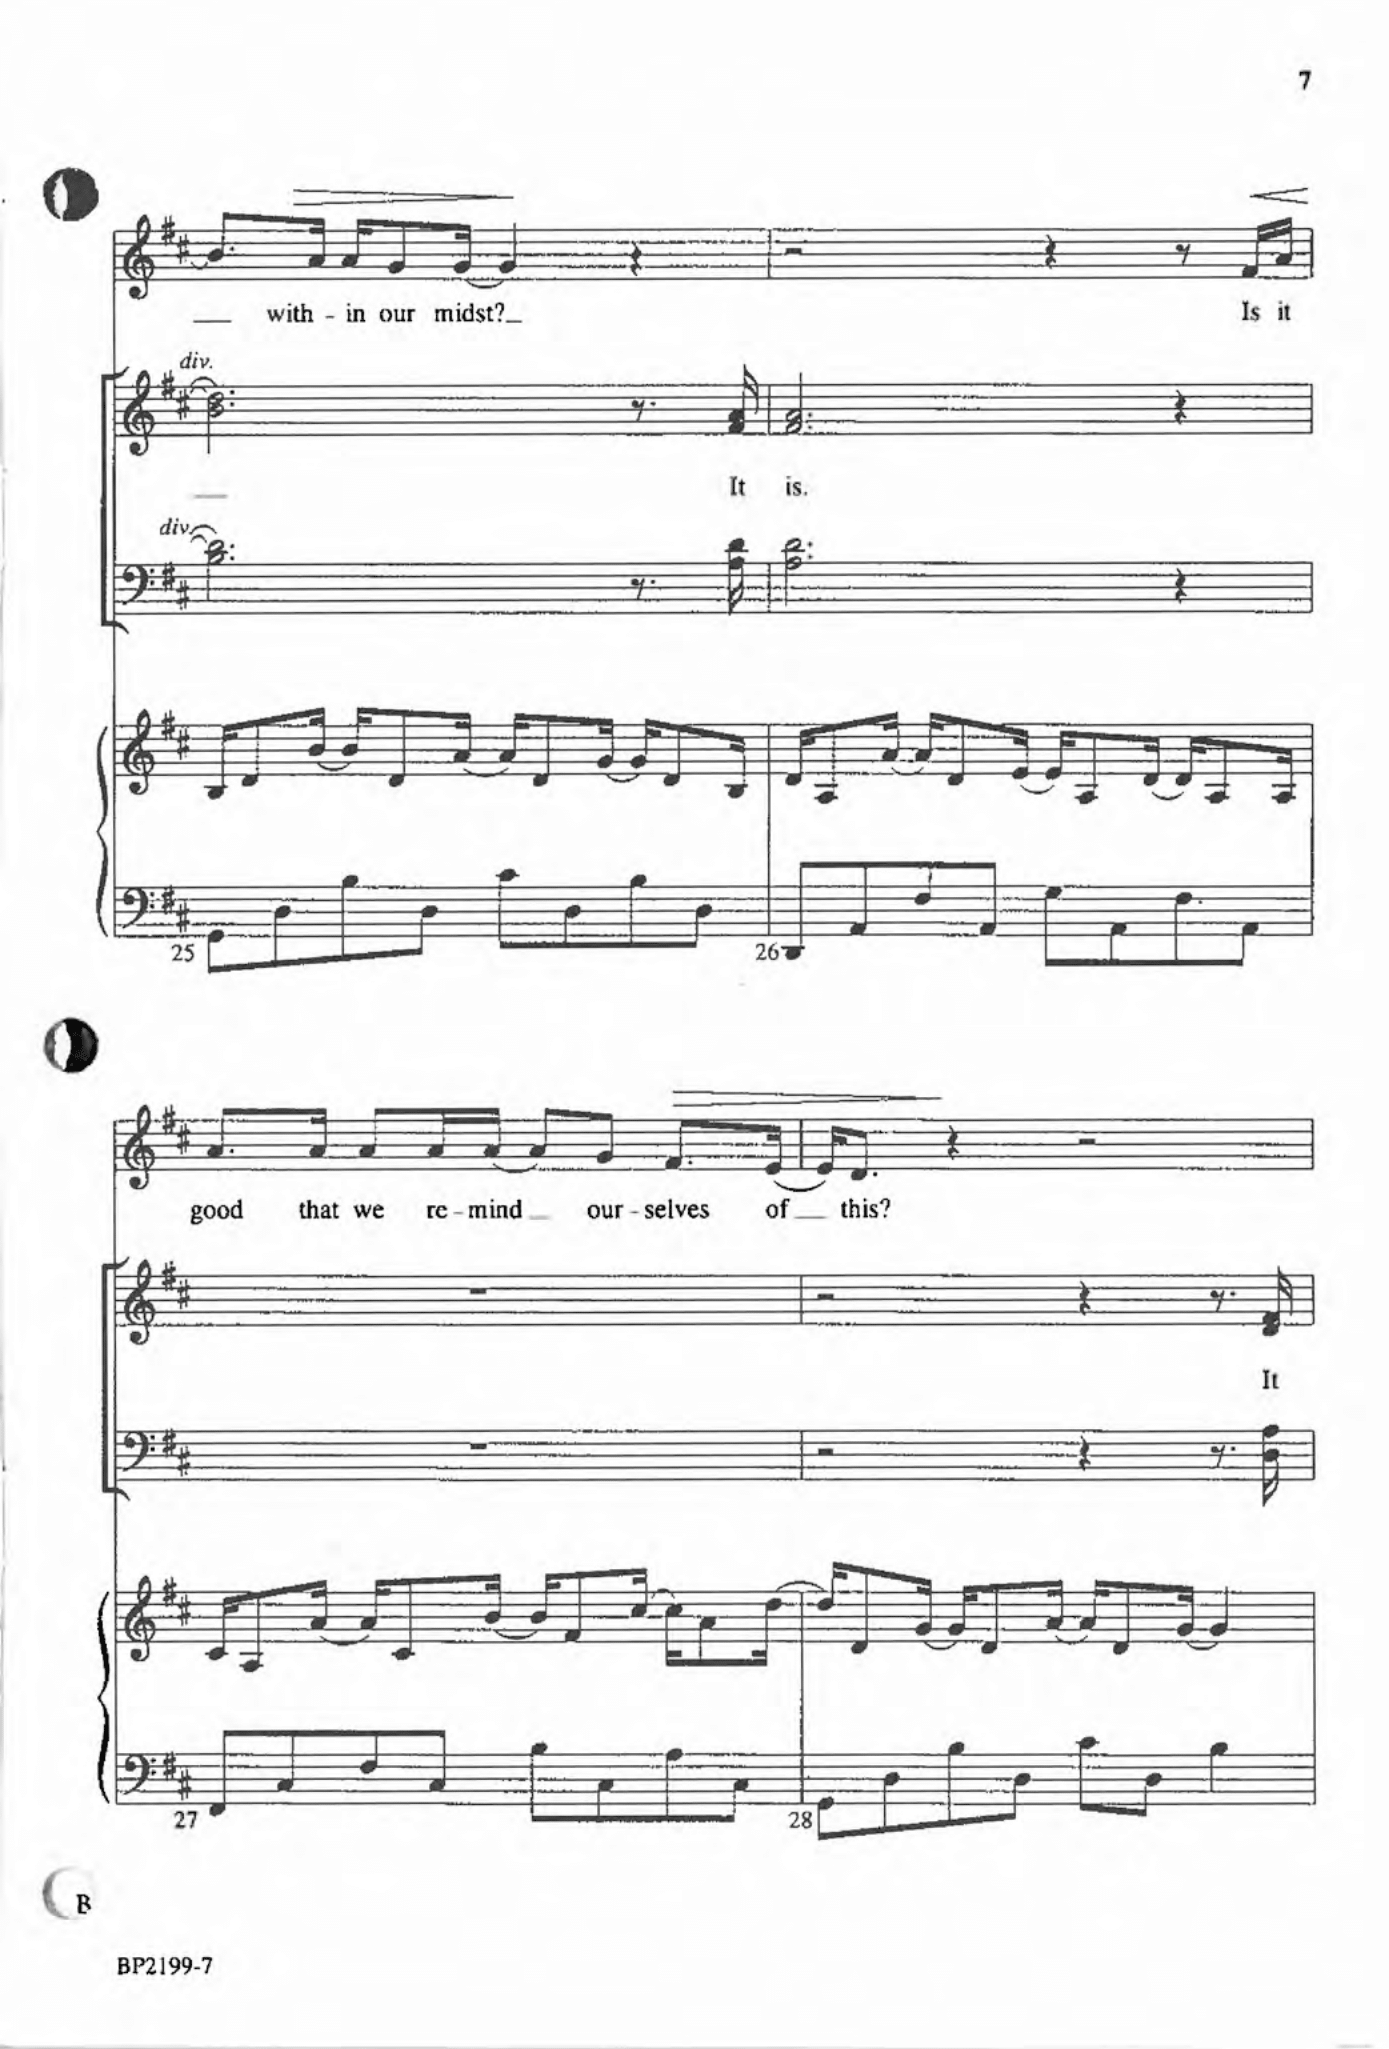 7
with - in our midst?_ Is it
div.
It is.
div.
25 26
good that we re - mind _ our - selves of _ this?
It
27 28
B
BP2199-7